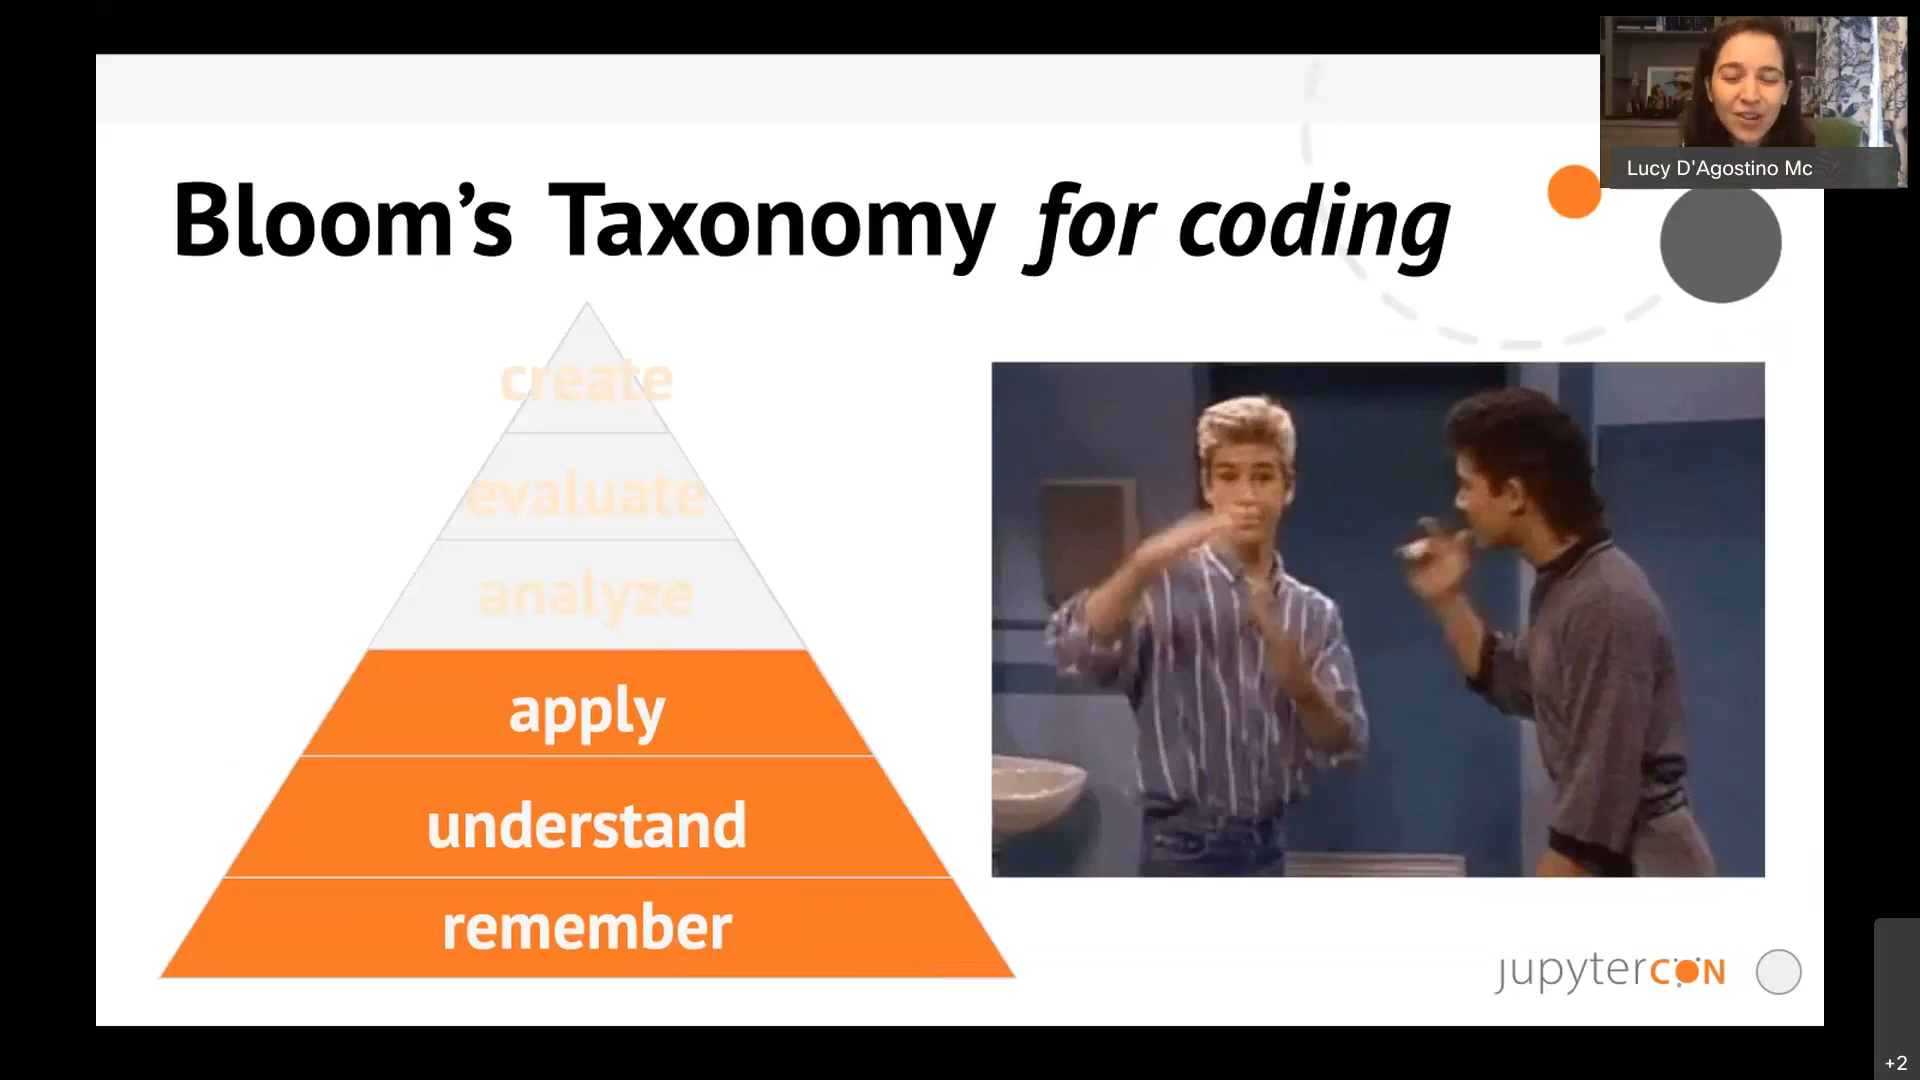 Lucy D'Agostino Mc
Bloom's Taxonomy for coding
create
evaluate
analyze
apply
understand
remember
jupytercon
+2